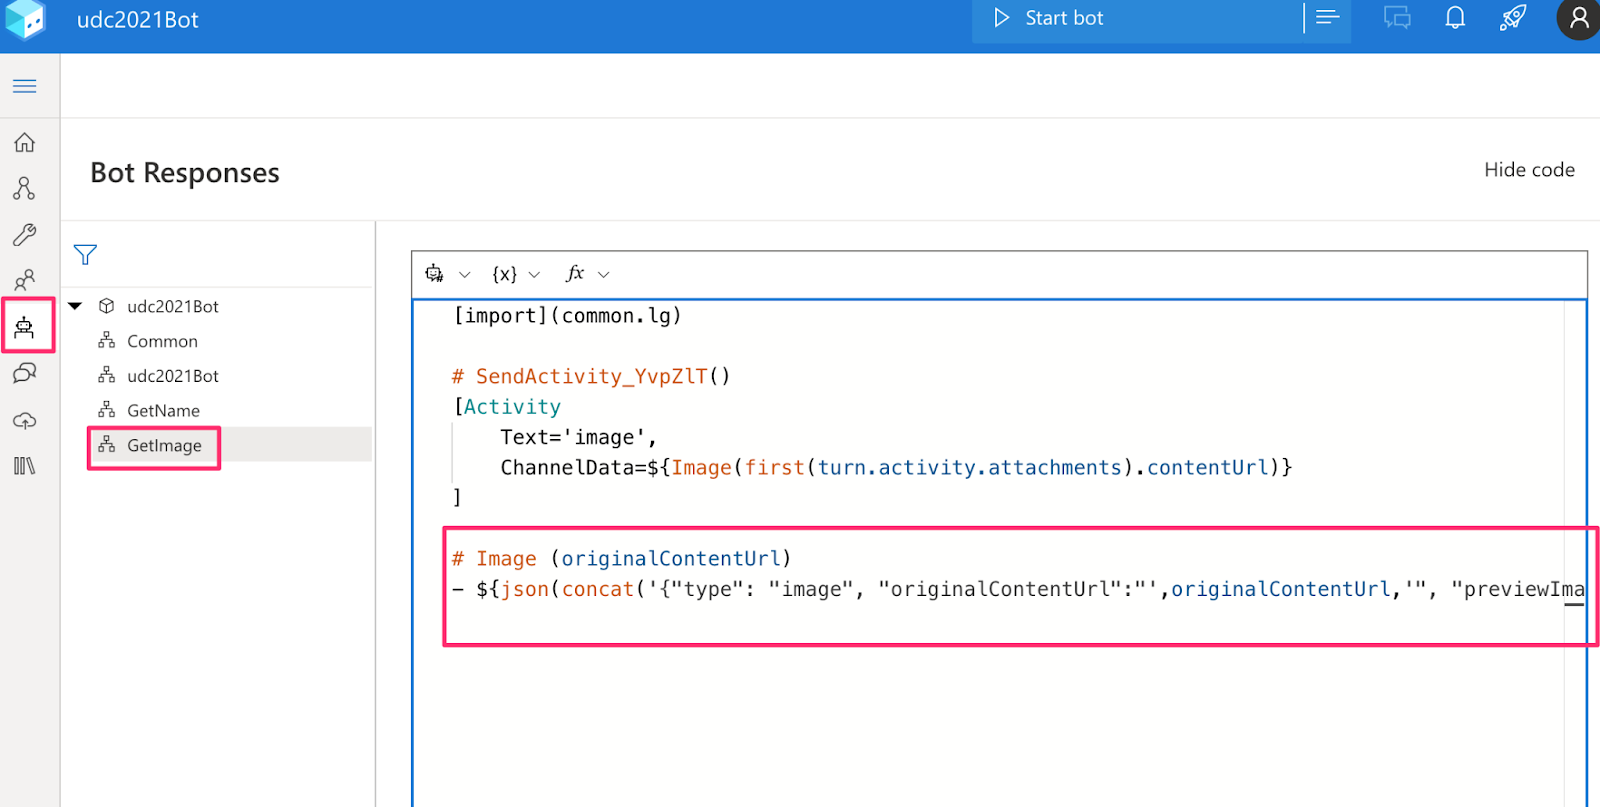 udc2021Bot
Start bot
Bot Responses
Hide code
udc2021Bot
Common
udc2021Bot
GetName
GetImage
{x}
fx
[import](common.lg)
# SendActivity_YvpZlT()
[Activity
Text='image',
ChannelData=${Image(first(turn.activity.attachments).contentUrl)}
]
# Image (originalContentUrl)
- ${json(concat('{"type": "image", "originalContentUrl":"',originalContentUrl,'", "previewIma